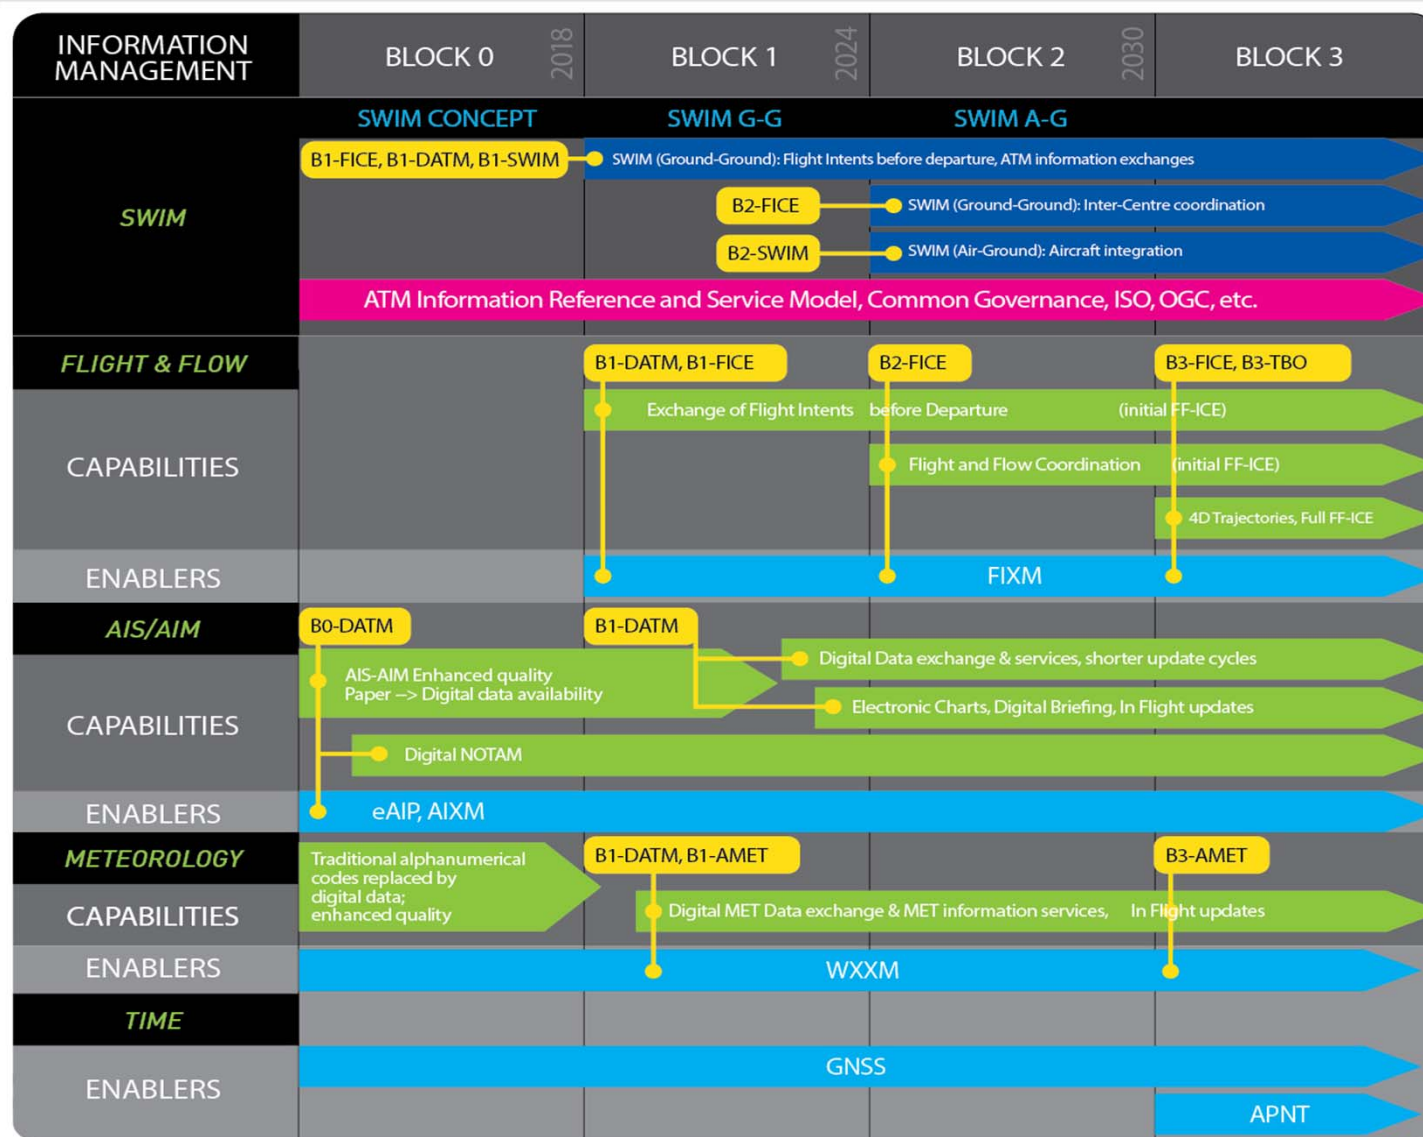 INFORMATION
MANAGEMENT
BLOCK 0
2018
BLOCK 1
2024
BLOCK 2
2030
BLOCK 3
SWIM CONCEPT
SWIM G-G
SWIM A-G
SWIM
B1-FICE, B1-DATM, B1-SWIM
SWIM (Ground-Ground): Flight Intents before departure, ATM information exchanges
B2-FICE
SWIM (Ground-Ground): Inter-Centre coordination
B2-SWIM
SWIM (Air-Ground): Aircraft integration
ATM Information Reference and Service Model, Common Governance, ISO, OGC, etc.
FLIGHT & FLOW
B1-DATM, B1-FICE
B2-FICE
B3-FICE, B3-TBO
CAPABILITIES
Exchange of Flight Intents before Departure (initial FF-ICE)
Flight and Flow Coordination (initial FF-ICE)
4D Trajectories, Full FF-ICE
ENABLERS
FIXM
AIS/AIM
B0-DATM
B1-DATM
CAPABILITIES
AIS-AIM Enhanced quality
Paper --> Digital data availability
Digital Data exchange & services, shorter update cycles
Electronic Charts, Digital Briefing, In Flight updates
Digital NOTAM
ENABLERS
eAIP, AIXM
METEOROLOGY
Traditional alphanumerical
codes replaced by
digital data;
enhanced quality
B1-DATM, B1-AMET
B3-AMET
CAPABILITIES
Digital MET Data exchange & MET information services, In Flight updates
ENABLERS
WXXM
TIME
ENABLERS
GNSS
APNT